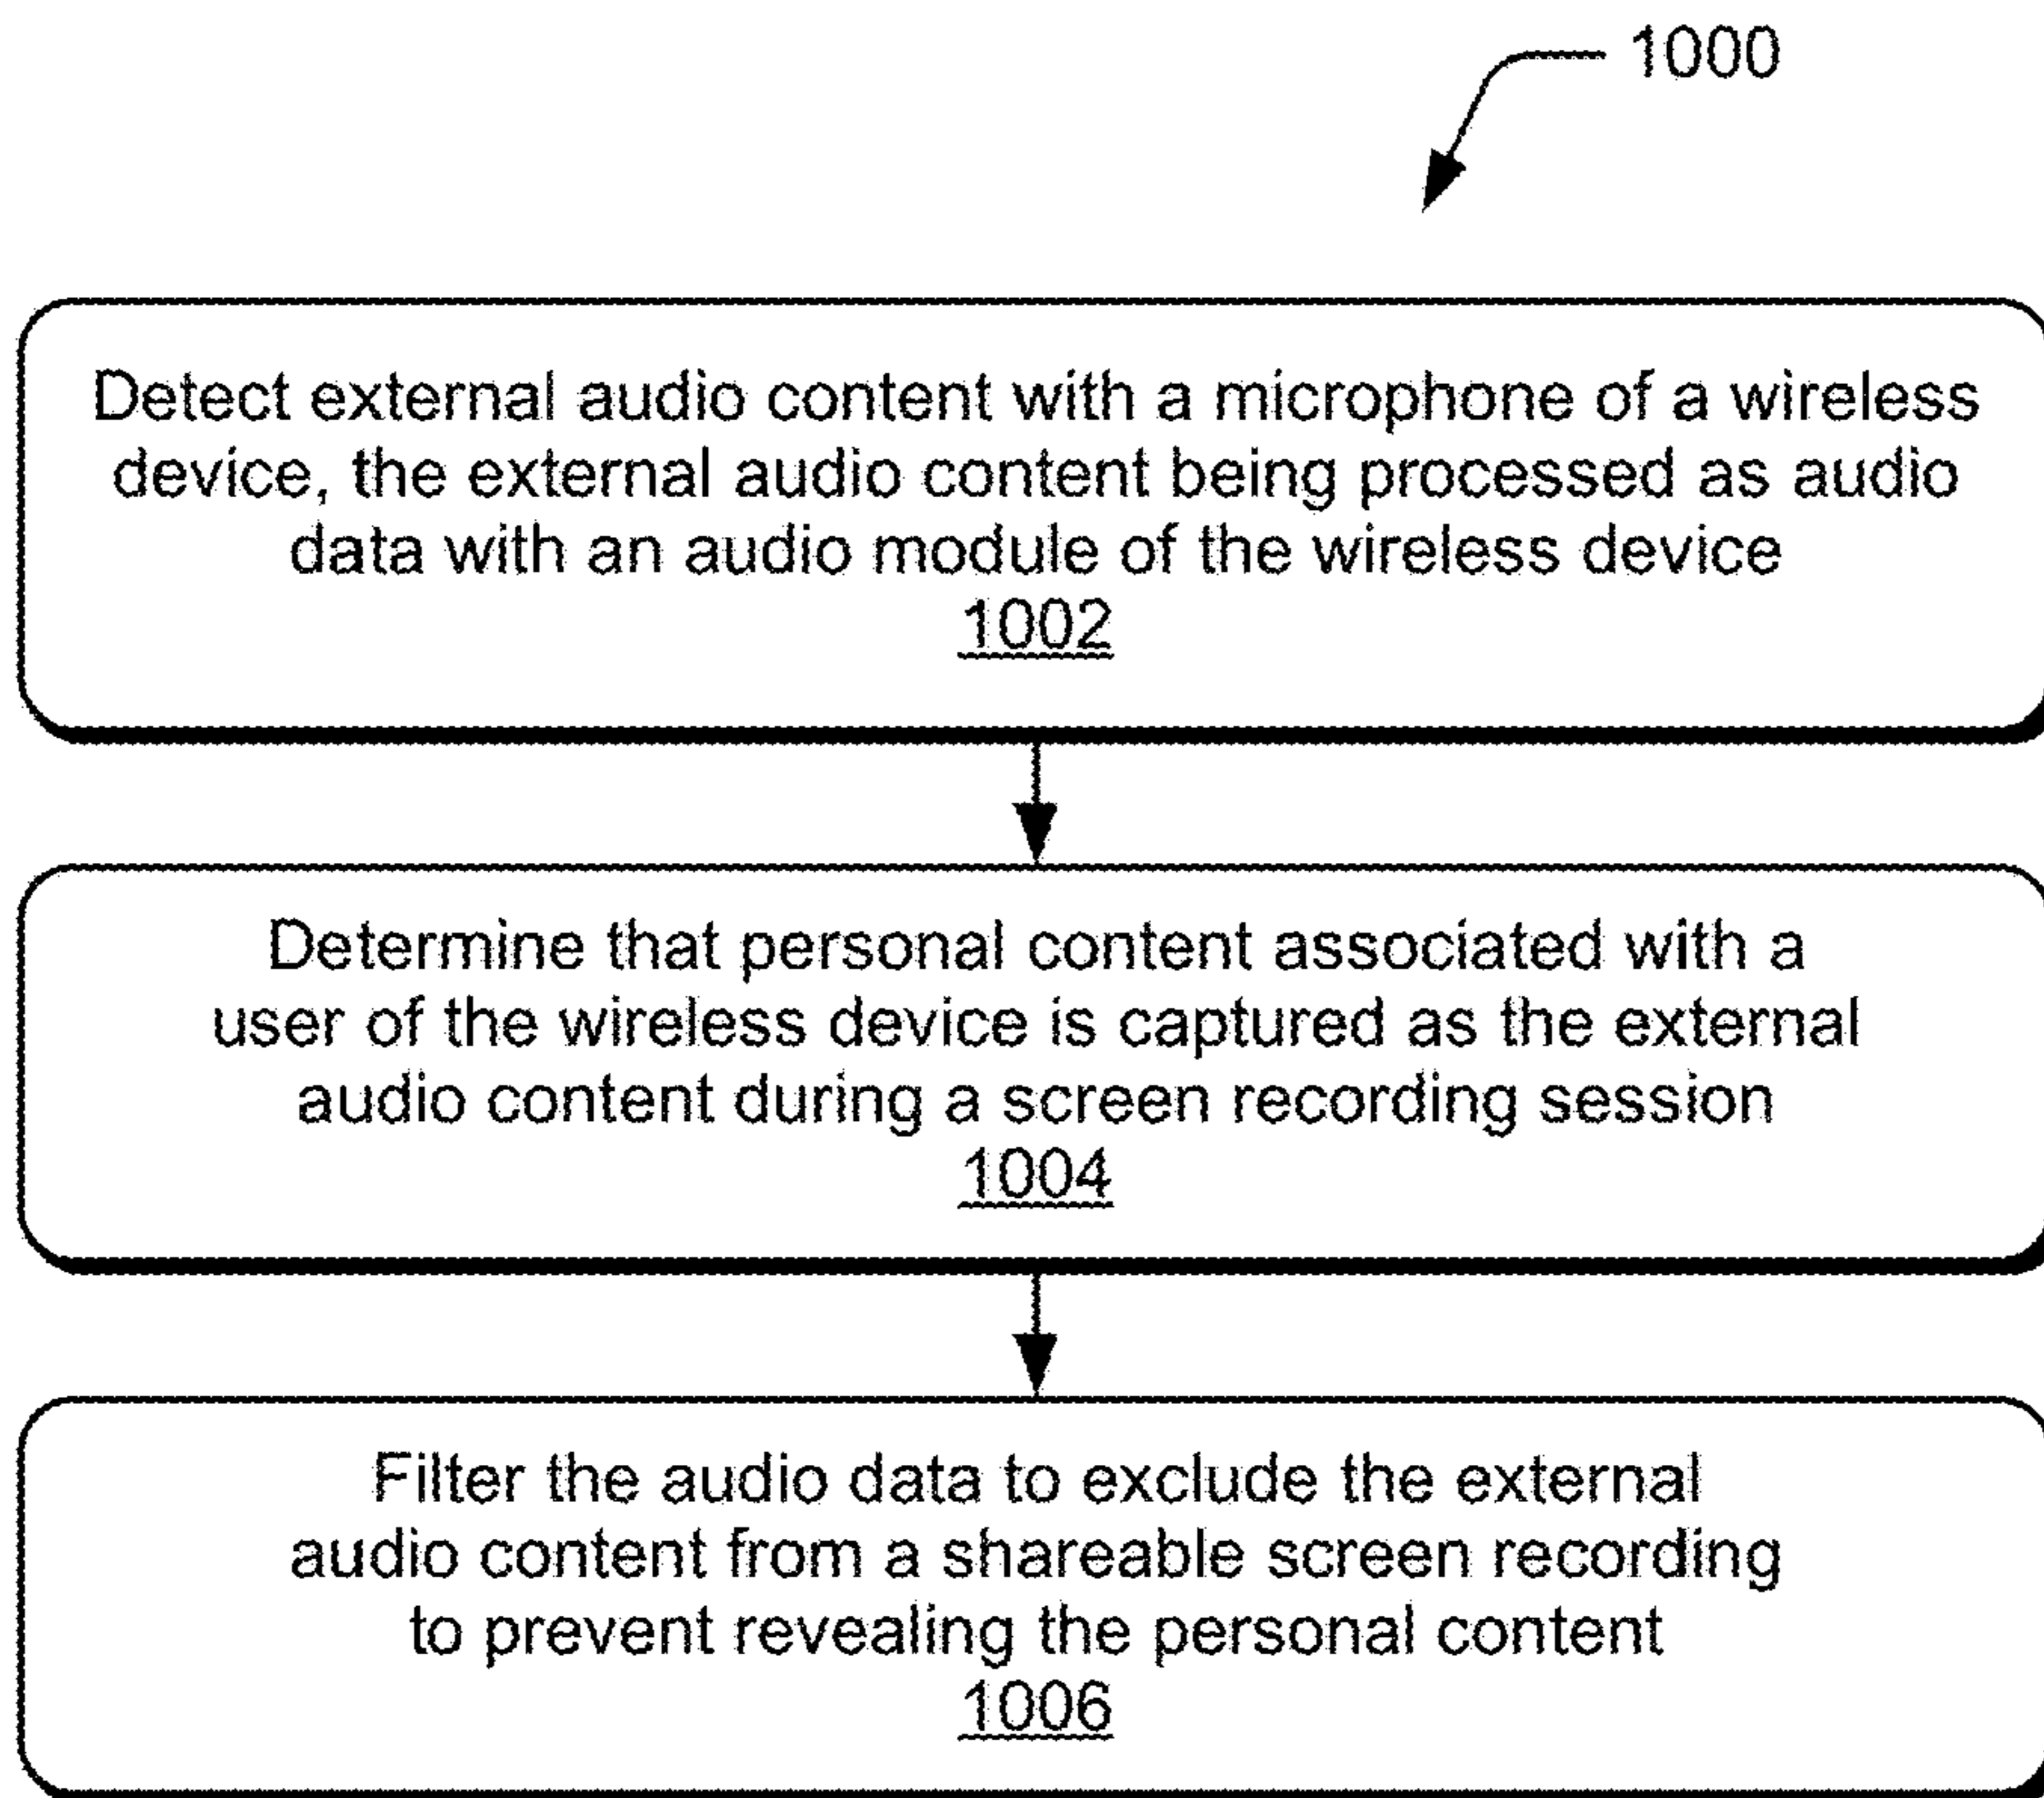 1000
Detect external audio content with a microphone of a wireless
device, the external audio content being processed as audio
data with an audio module of the wireless device
1002
Determine that personal content associated with a
user of the wireless device is captured as the external
audio content during a screen recording session
1004
Filter the audio data to exclude the external
audio content from a shareable screen recording
to prevent revealing the personal content
1006